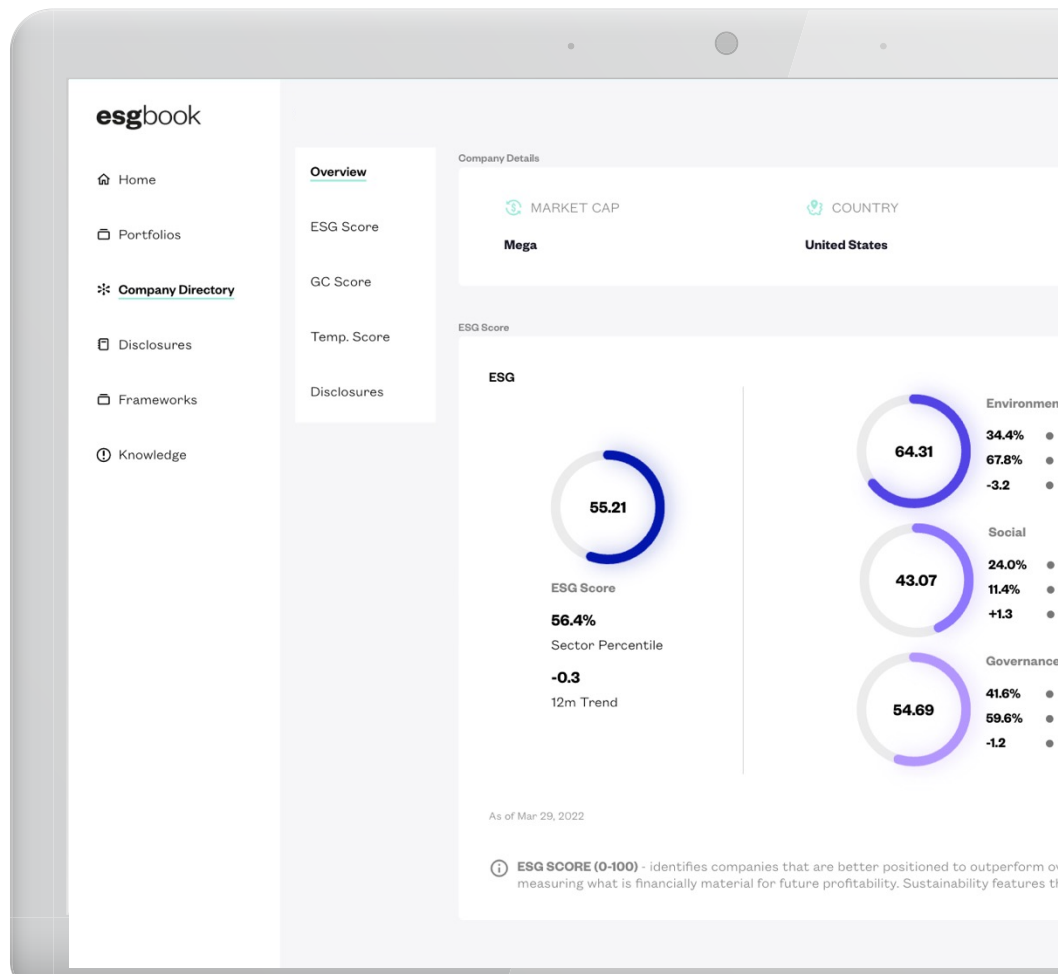 esgbook
Home
Portfolios
Company Directory
Disclosures
Frameworks
Knowledge
Overview
ESG Score
GC Score
Temp. Score
Disclosures
Company Details
MARKET CAP
Mega
COUNTRY
United States
ESG Score
ESG
55.21
ESG Score
56.4%
Sector Percentile
-0.3
12m Trend
64.31
Environmen
34.4%
67.8%
-3.2
43.07
Social
24.0%
11.4%
+1.3
54.69
Governance
41.6%
59.6%
-1.2
As of Mar 29, 2022
ESG SCORE (0-100) - identifies companies that are better positioned to outperform ov
measuring what is financially material for future profitability. Sustainability features th